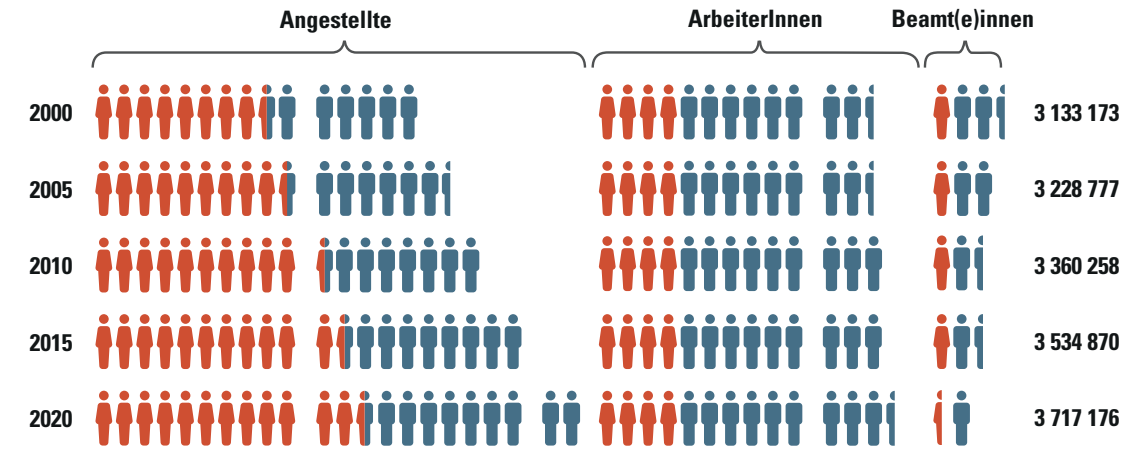 Angestellte ArbeiterInnen Beamt(e)innen
2000 3 133 173
2005 3 228 777
2010 3 360 258
2015 3 534 870
2020 3 717 176